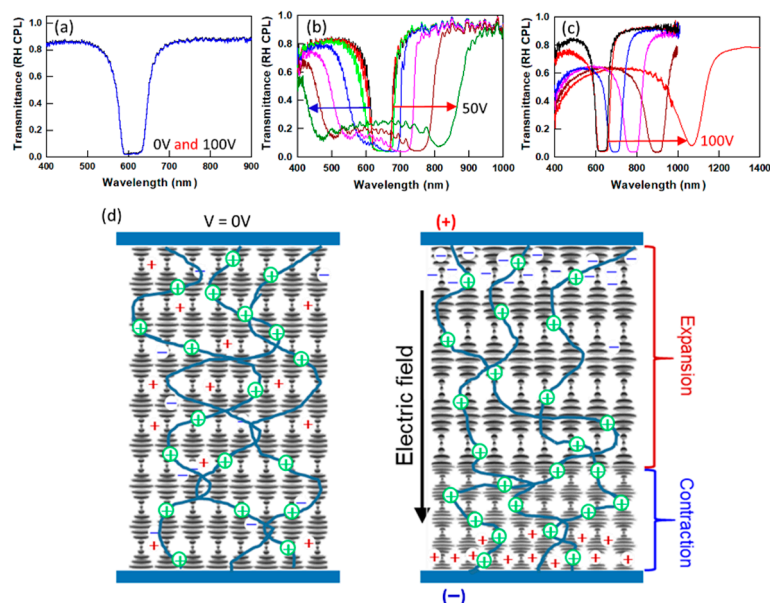 (a)
Transmittance (RH CPL)
1.0
0.8
0.6
0.4
0.2
0.0
0V and 100V
400 500 600 700 800 900
Wavelength (nm)
(b)
Transmittance (RH CPL)
1.0
0.8
0.6
0.4
0.2
0.0
50V
400 500 600 700 800 900 1000
Wavelength (nm)
(c)
Transmittance (RH CPL)
1.0
0.8
0.6
0.4
0.2
0.0
100V
400 600 800 1000 1200 1400
Wavelength (nm)
(d)
V = 0V
(+)
Electric field
Expansion
Contraction
(−)